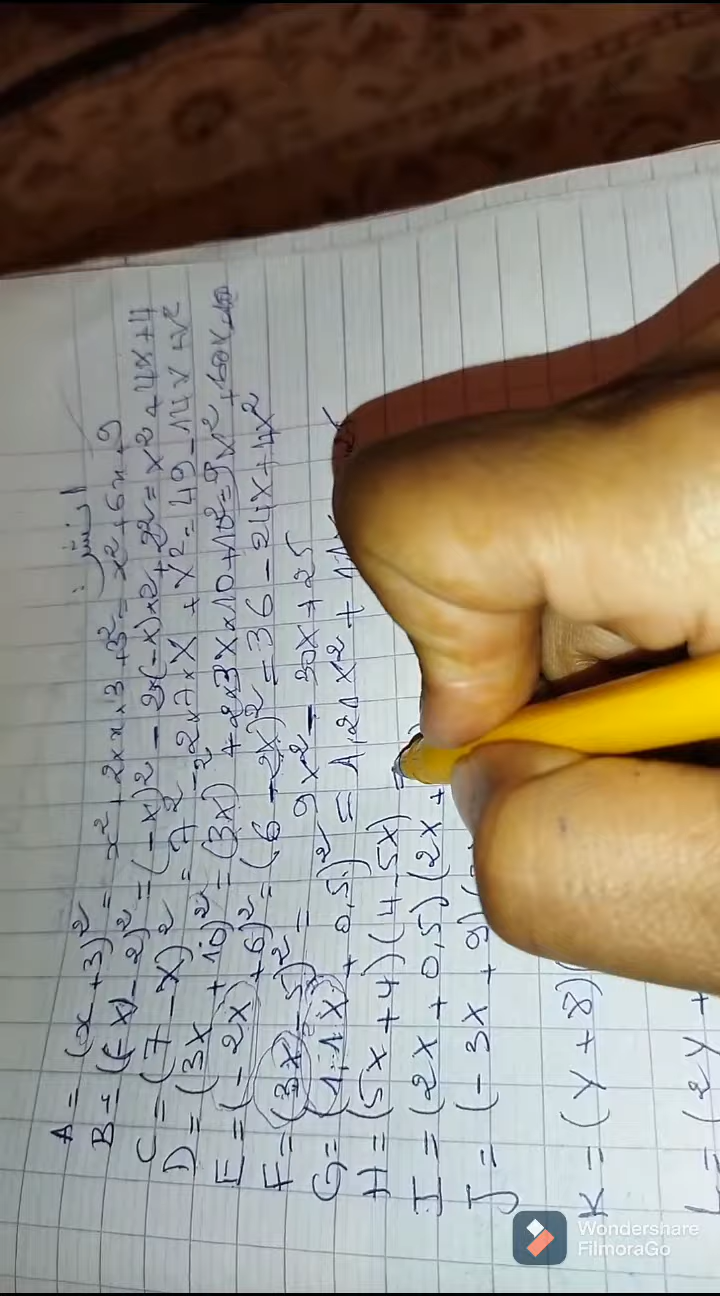 A = (x + 3)² = x² + 2×x×3 + 3² = x² + 6x + 9
B = ((-x) - 2)² = (-x)² - 2×(-x)×2 + 2² = x² + 4x + 4
C = (7 - x)² = 7² - 2×7×x + x² = 49 - 14x + x²
D = (3x + 10)² = (3x)² + 2×3x×10 + 10² = 9x² + 60x + 100
E = (-2x + 6)² = (6 - 2x)² = 36 - 24x + 4x²
F = (3x - 5)² = 9x² - 30x + 25
G = (1,1x + 0,5)² = 1,21x² + 1,1x
H = (5x + 4)(4 - 5x) =
I = (2x + 0,5)(2x +
J = (-3x + 9)(
K = (y + 8)(
L = (2y +
Wondershare
FilmoraGo